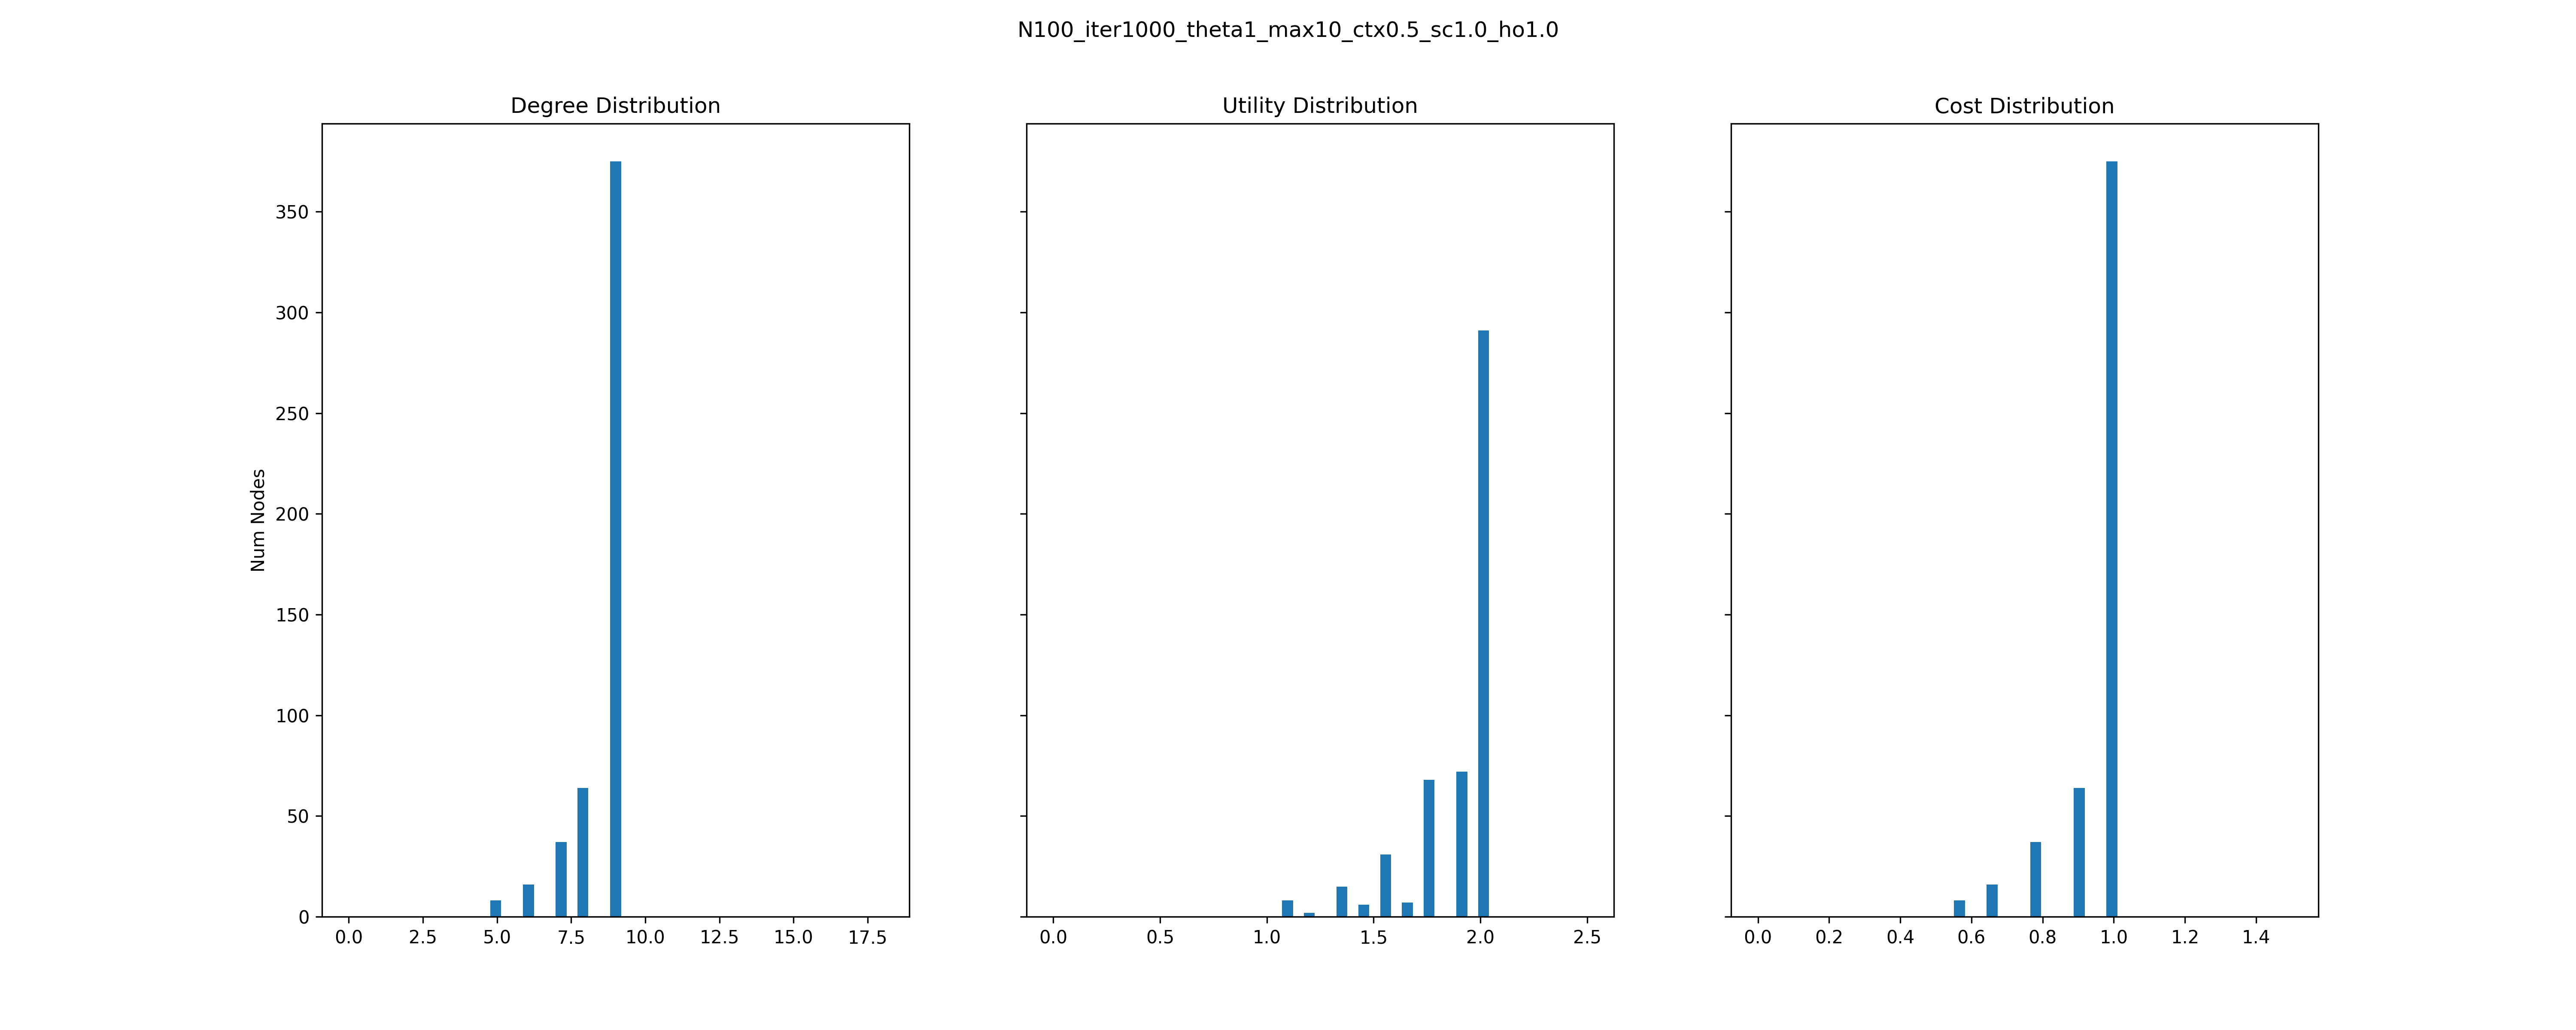 N100_iter1000_theta1_max10_ctx0.5_sc1.0_ho1.0
Degree Distribution
Utility Distribution
Cost Distribution
Num Nodes
350
300
250
200
150
100
50
0
0.0 2.5 5.0 7.5 10.0 12.5 15.0 17.5
0.0 0.5 1.0 1.5 2.0 2.5
0.0 0.2 0.4 0.6 0.8 1.0 1.2 1.4